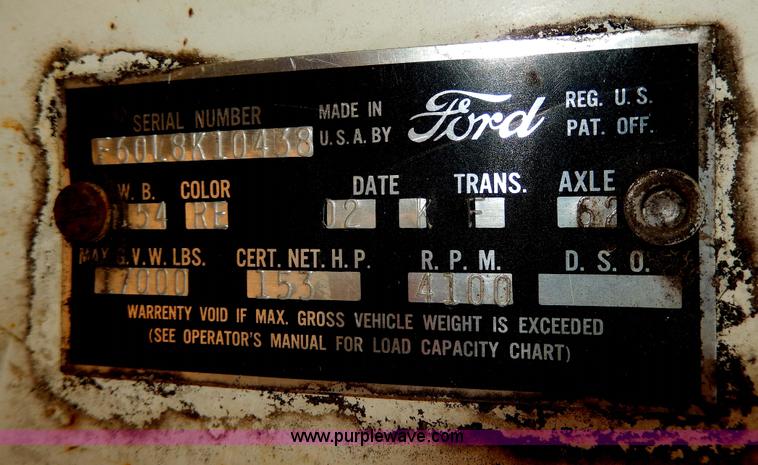 SERIAL NUMBER MADE IN U.S.A. BY Ford REG. U.S. PAT. OFF.
F60L8K10438
W. B. COLOR DATE TRANS. AXLE
154 RE 02 K F 62
MAX G.V.W. LBS. CERT. NET. H. P. R. P. M. D. S. O.
17000 153 4100
WARRENTY VOID IF MAX. GROSS VEHICLE WEIGHT IS EXCEEDED
(SEE OPERATOR'S MANUAL FOR LOAD CAPACITY CHART)
www.purplewave.com